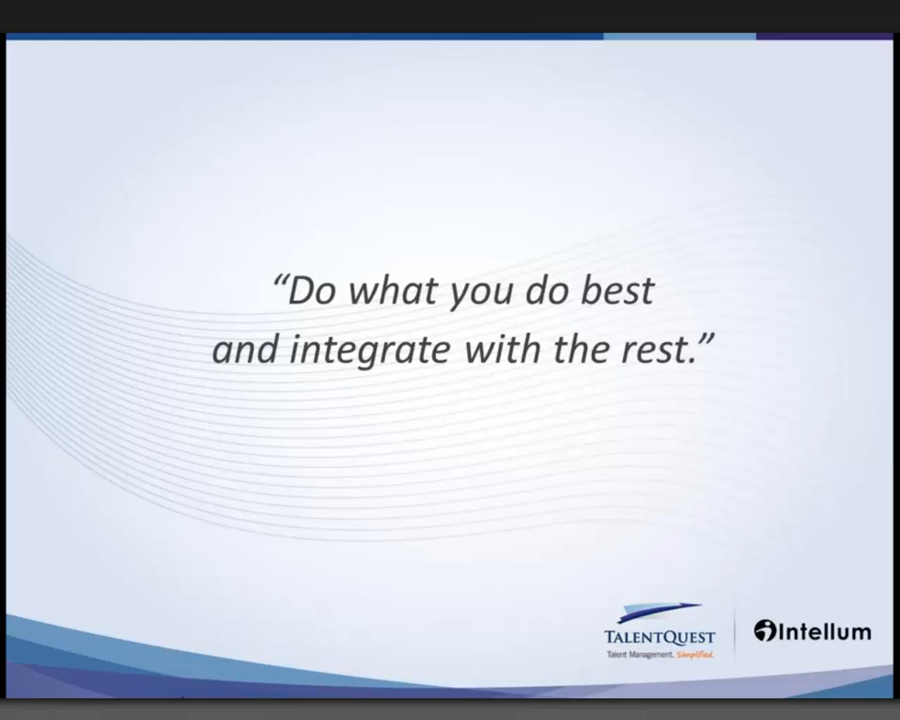 “Do what you do best
and integrate with the rest.”
TALENTQUEST
Talent Management. Simplified.
Intellum